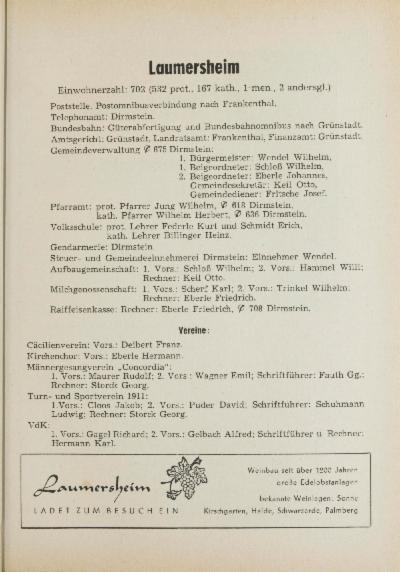 Laumersheim
Einwohnerzahl: 702 (532 prot., 167 kath., 1 men., 2 andersgl.)
Poststelle, Postomnibusverbindung nach Frankenthal.
Telephonamt: Dirmstein.
Bundesbahn: Güterabfertigung und Bundesbahnomnibus nach Grünstadt.
Amtsgericht: Grünstadt, Landratsamt: Frankenthal, Finanzamt: Grünstadt.
Gemeindeverwaltung ✆ 675 Dirmstein:
1. Bürgermeister: Wendel Wilhelm,
1. Beigeordneter: Schloß Wilhelm,
2. Beigeordneter: Eberle Johannes,
Gemeindesekretär: Keil Otto,
Gemeindediener: Fritsche Josef.
Pfarramt: prot. Pfarrer Jung Wilhelm, ✆ 618 Dirmstein,
kath. Pfarrer Wilhelm Herbert, ✆ 636 Dirmstein.
Volksschule: prot. Lehrer Federle Kurt und Schmidt Erich,
kath. Lehrer Billinger Heinz.
Gendarmerie: Dirmstein
Steuer- und Gemeindeeinnehmerei Dirmstein: Einnehmer Wendel.
Aufbaugemeinschaft: 1. Vors.: Schloß Wilhelm; 2. Vors.: Hammel Willi;
Rechner: Keil Otto.
Milchgenossenschaft: 1. Vors.: Scherf Karl; 2. Vors.: Trinkel Wilhelm.
Rechner: Eberle Friedrich.
Raiffeisenkasse: Rechner: Eberle Friedrich, ✆ 708 Dirmstein.
Vereine:
Cäcilienverein: Vors.: Deibert Franz.
Kirchenchor: Vors.: Eberle Hermann.
Männergesangverein „Concordia“:
1. Vors.: Maurer Rudolf; 2. Vors.: Wagner Emil; Schriftführer: Fauth Gg.;
Rechner: Storck Georg.
Turn- und Sportverein 1911:
1.Vors.: Cloos Jakob; 2. Vors.: Puder David; Schriftführer: Schuhmann
Ludwig; Rechner: Storck Georg.
VdK:
1. Vors.: Gagel Richard; 2. Vors.: Gelbach Alfred; Schriftführer u. Rechner:
Hermann Karl.
Laumersheim
LADET ZUM BESUCH EIN
Weinbau seit über 1200 Jahren
große Edelobstanlagen
bekannte Weinlagen: Sonne
Kirschgarten, Halde, Schwarzerde, Palmberg